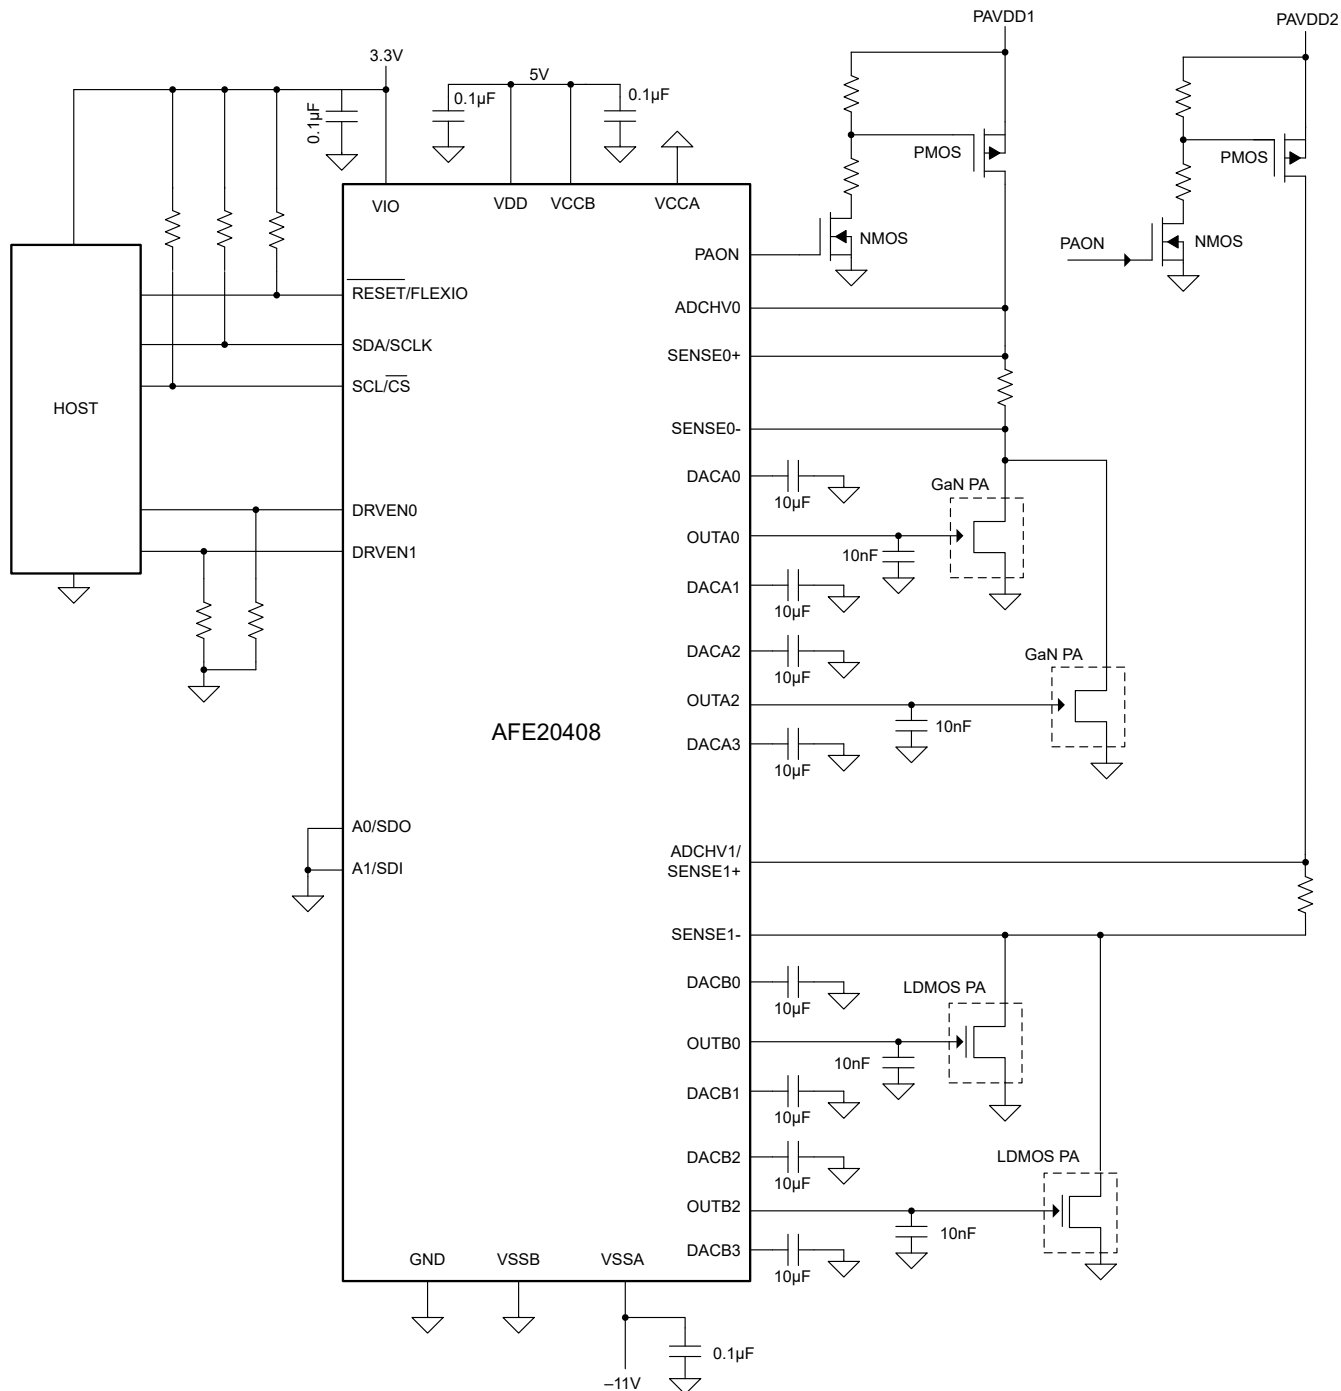 PAVDD1
PAVDD2
3.3V
5V
0.1µF
0.1µF
0.1µF
PMOS
PMOS
VIO
VDD
VCCB
VCCA
NMOS
NMOS
PAON
PAON
RESET/FLEXIO
ADCHV0
SDA/SCLK
SENSE0+
SCL/CS
HOST
SENSE0-
DACA0
10µF
GaN PA
DRVEN0
OUTA0
DRVEN1
10nF
DACA1
10µF
DACA2
10µF
GaN PA
OUTA2
10nF
AFE20408
DACA3
10µF
A0/SDO
ADCHV1/
SENSE1+
A1/SDI
SENSE1-
DACB0
10µF
LDMOS PA
OUTB0
10nF
DACB1
10µF
DACB2
10µF
LDMOS PA
OUTB2
10nF
DACB3
10µF
GND
VSSB
VSSA
0.1µF
–11V